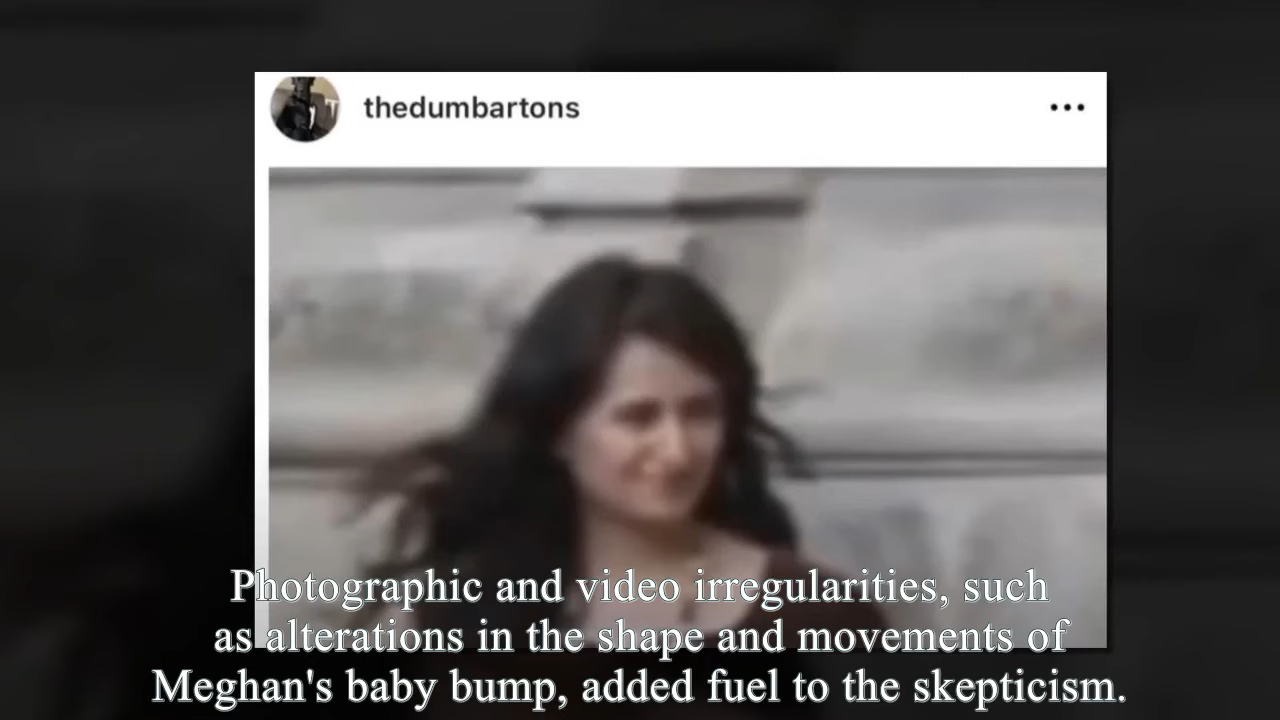 thedumbartons
Photographic and video irregularities, such
as alterations in the shape and movements of
Meghan's baby bump, added fuel to the skepticism.